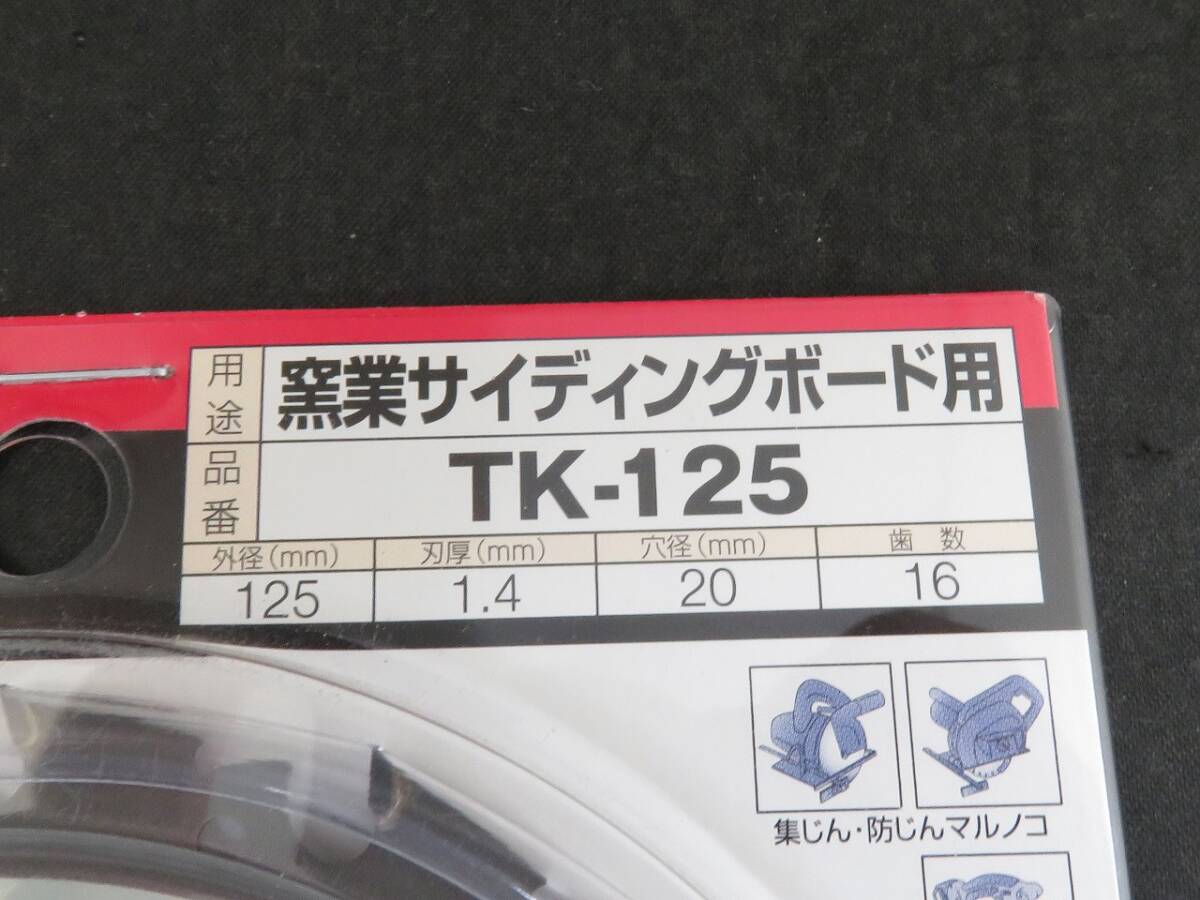 用途 窯業サイディングボード用
品番 TK-125
外径(mm) 刃厚(mm) 穴径(mm) 歯数
125 1.4 20 16
集じん・防じんマルノコ